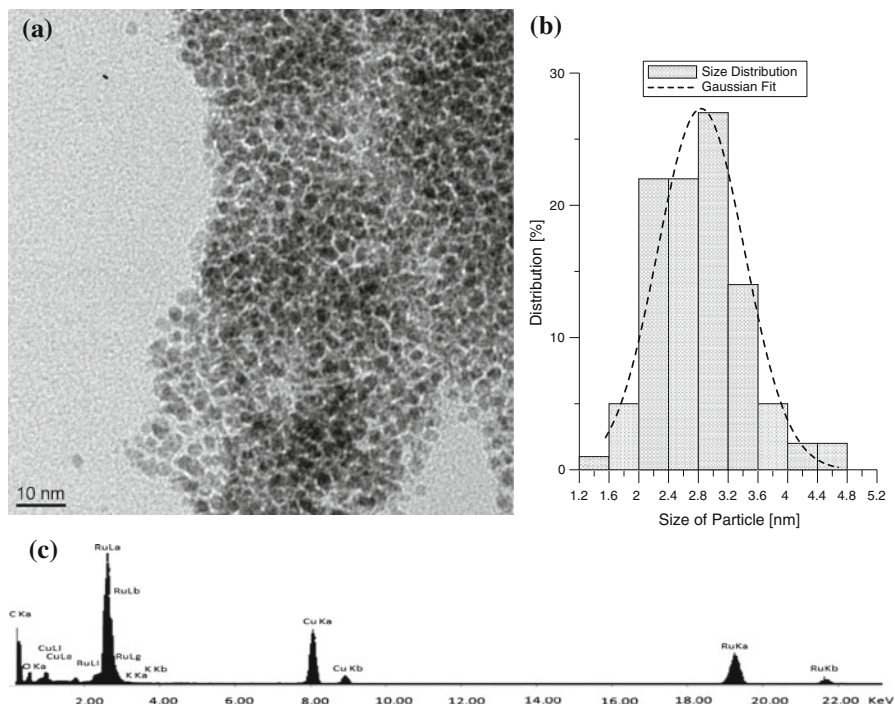 (a)
10 nm
(b)
Size Distribution
Gaussian Fit
30
20
10
0
Distribution [%]
1.2 1.6 2 2.4 2.8 3.2 3.6 4 4.4 4.8 5.2
Size of Particle [nm]
(c)
RuLa
RuLb
C Ka
CuLl
CuLa
O Ka
RuLl
RuLg
K Ka
K Kb
Cu Ka
Cu Kb
RuKa
RuKb
2.00 4.00 6.00 8.00 10.00 12.00 14.00 16.00 18.00 20.00 22.00 KeV